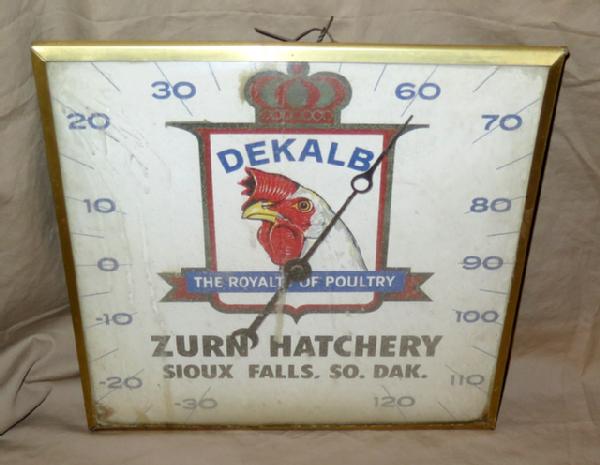 30 60
20 70
DEKALB
10 80
0 90
THE ROYALTY OF POULTRY
-10 100
ZURN HATCHERY
SIOUX FALLS, SO. DAK.
-20 110
-30 120